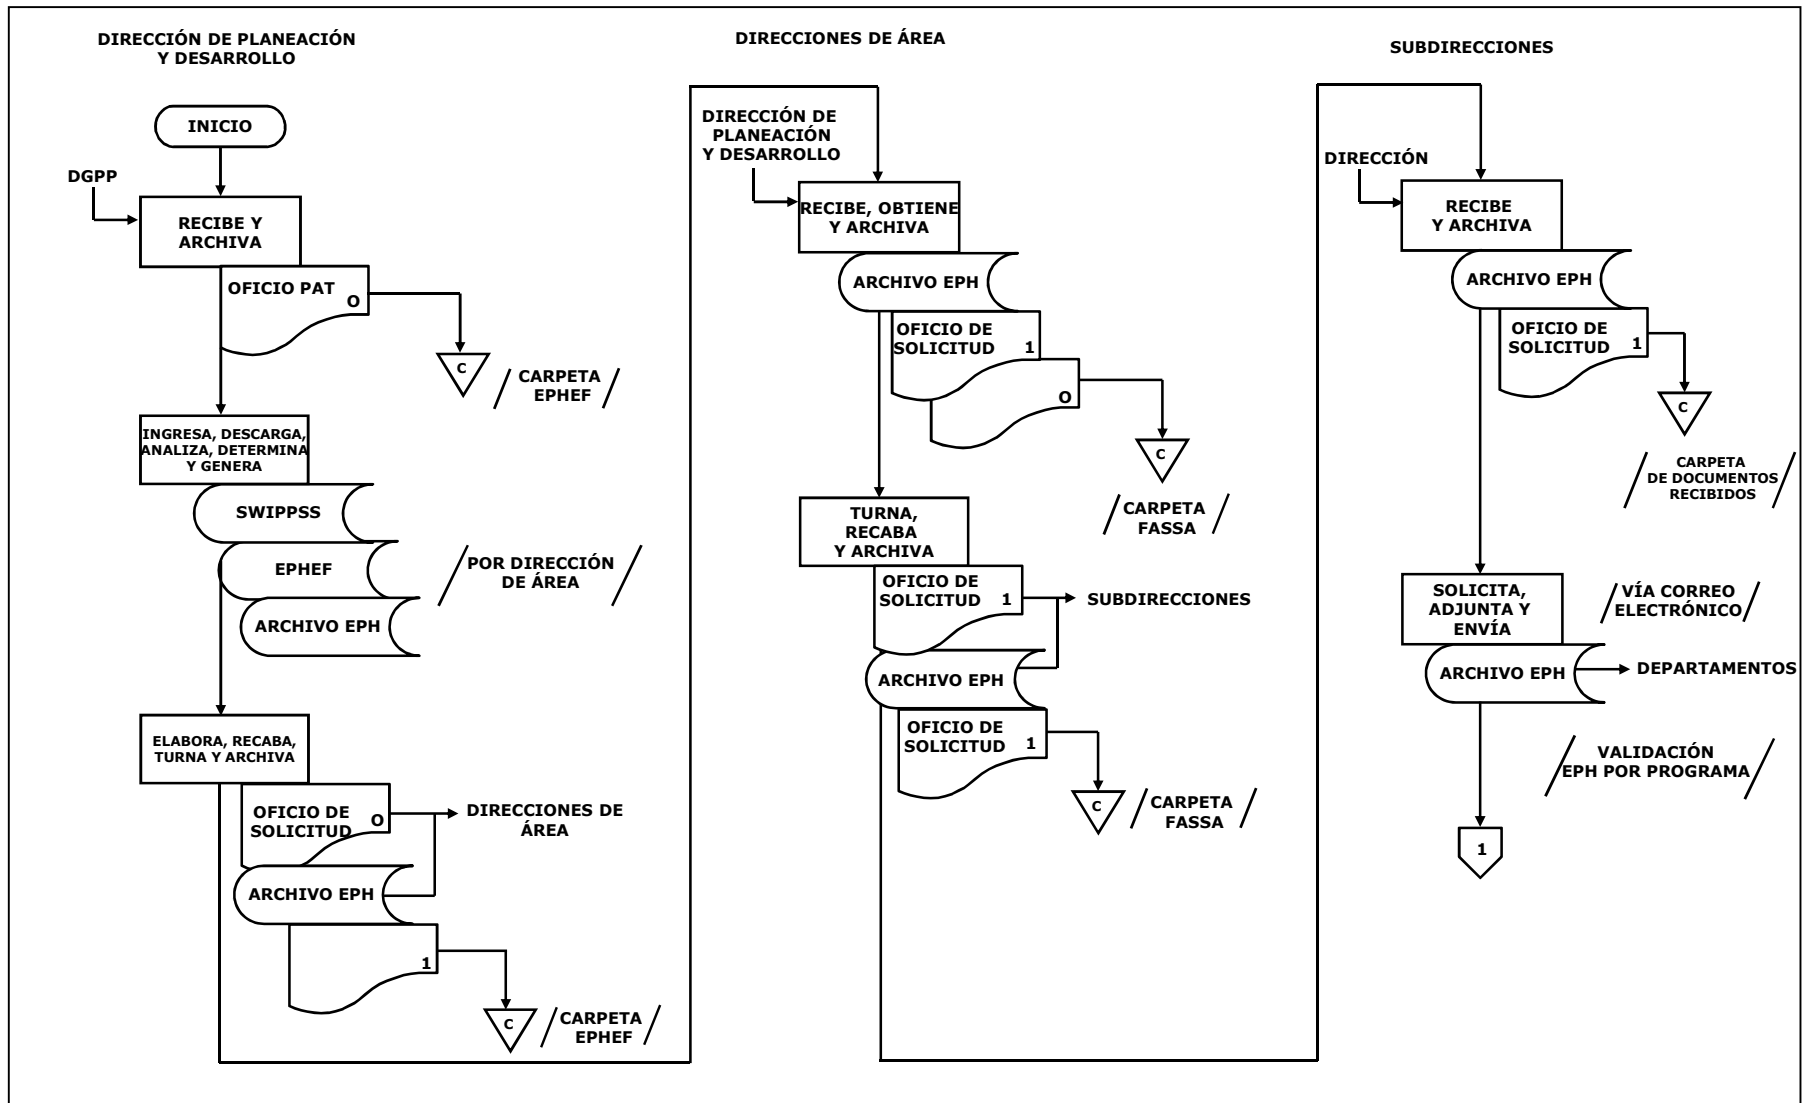 DIRECCIÓN DE PLANEACIÓN
Y DESARROLLO
INICIO
DGPP
RECIBE Y
ARCHIVA
OFICIO PAT
O
C
CARPETA
EPHEF
INGRESA, DESCARGA,
ANALIZA, DETERMINA
Y GENERA
SWIPPSS
EPHEF
ARCHIVO EPH
POR DIRECCIÓN
DE ÁREA
ELABORA, RECABA,
TURNA Y ARCHIVA
OFICIO DE
SOLICITUD
O
DIRECCIONES DE
ÁREA
ARCHIVO EPH
1
C
CARPETA
EPHEF
DIRECCIONES DE ÁREA
DIRECCIÓN DE
PLANEACIÓN
Y DESARROLLO
RECIBE, OBTIENE
Y ARCHIVA
ARCHIVO EPH
OFICIO DE
SOLICITUD 1
O
C
CARPETA
FASSA
TURNA,
RECABA
Y ARCHIVA
OFICIO DE
SOLICITUD 1
SUBDIRECCIONES
ARCHIVO EPH
OFICIO DE
SOLICITUD 1
C
CARPETA
FASSA
SUBDIRECCIONES
DIRECCIÓN
RECIBE
Y ARCHIVA
ARCHIVO EPH
OFICIO DE
SOLICITUD 1
C
CARPETA
DE DOCUMENTOS
RECIBIDOS
SOLICITA,
ADJUNTA Y
ENVÍA
VÍA CORREO
ELECTRÓNICO
ARCHIVO EPH
DEPARTAMENTOS
VALIDACIÓN
EPH POR PROGRAMA
1